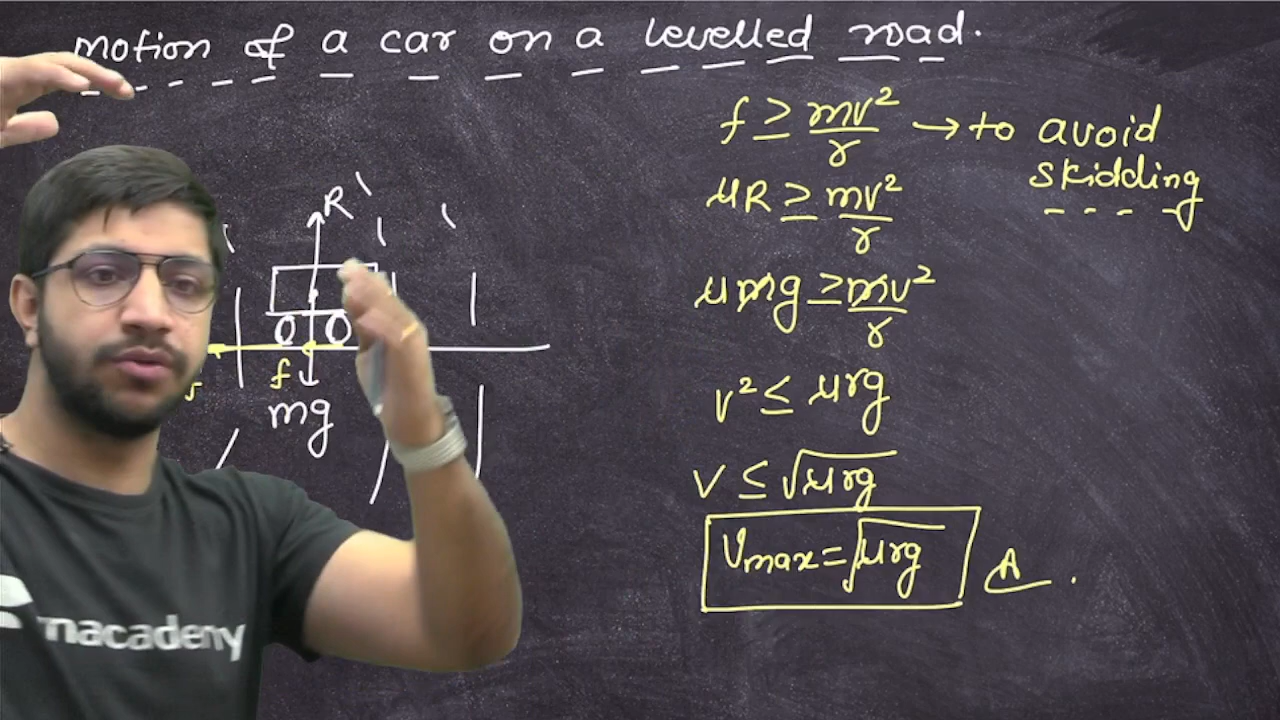 motion of a car on a levelled road.
f ≥ mv²/r → to avoid
skidding
μR ≥ mv²/r
μmg ≥ mv²/r
v² ≤ μrg
v ≤ √μrg
Vmax = √μrg
A.
R
f
mg
nacademy